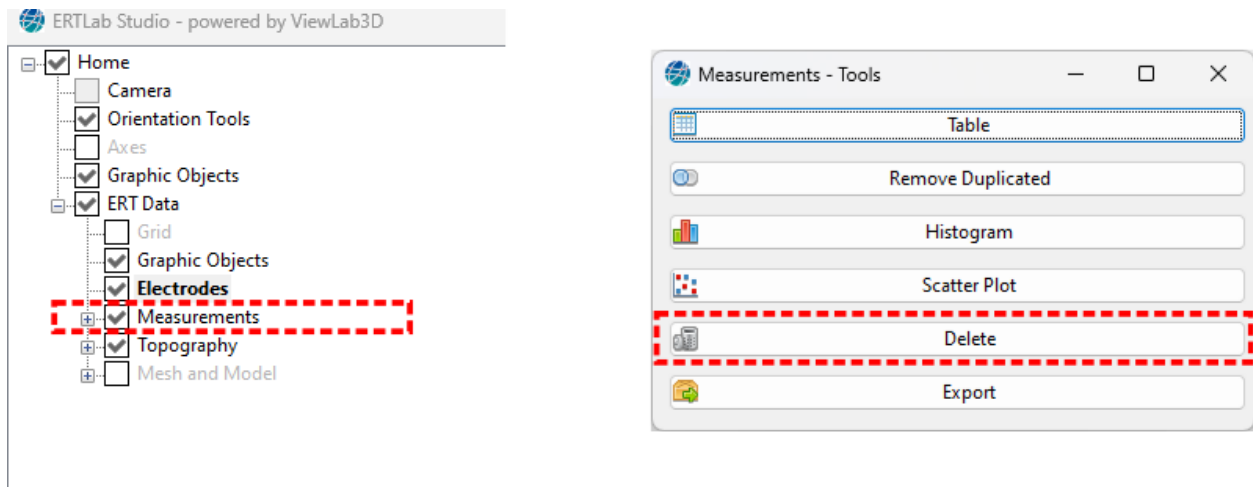 ERTLab Studio - powered by ViewLab3D
Home
Camera
Orientation Tools
Axes
Graphic Objects
ERT Data
Grid
Graphic Objects
Electrodes
Measurements
Topography
Mesh and Model
Measurements - Tools
Table
Remove Duplicated
Histogram
Scatter Plot
Delete
Export